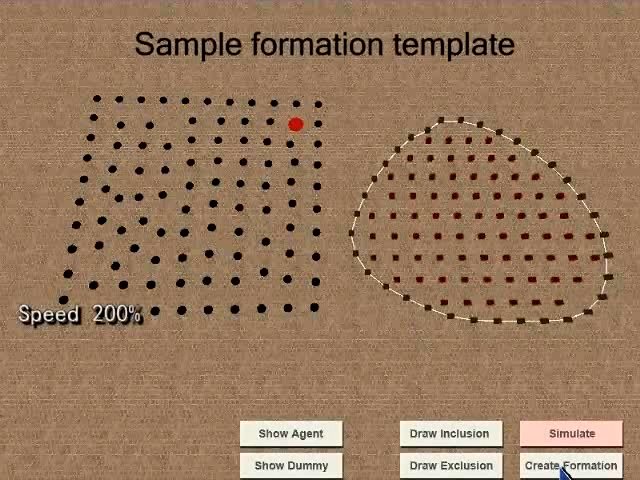 Sample formation template
Speed 200%
Show Agent
Draw Inclusion
Simulate
Show Dummy
Draw Exclusion
Create Formation